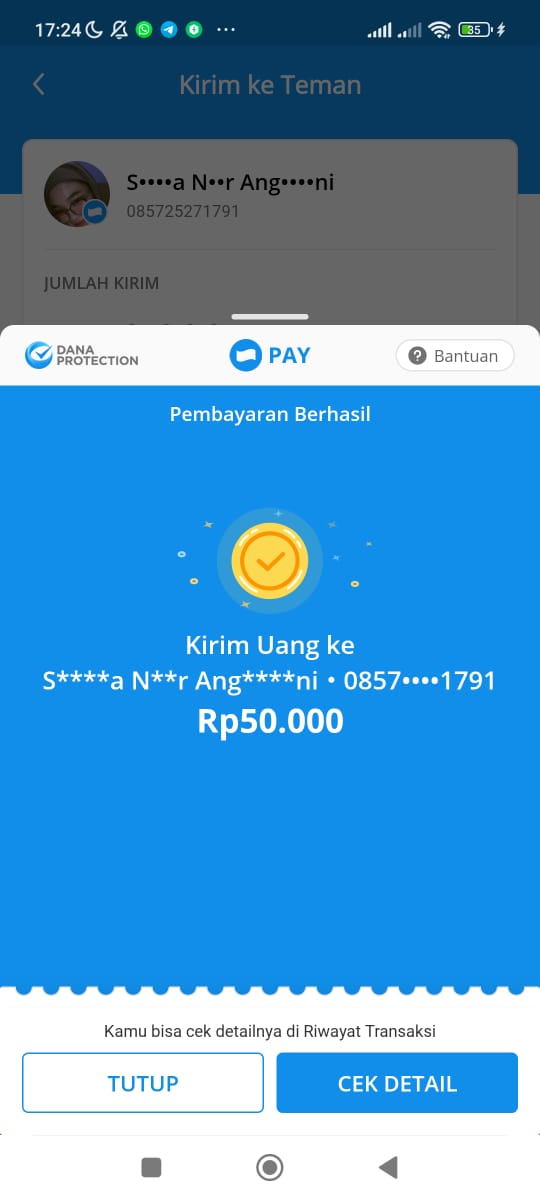 17:24
35
Kirim ke Teman
S••••a N••r Ang••••ni
085725271791
JUMLAH KIRIM
DANA
PROTECTION
PAY
? Bantuan
Pembayaran Berhasil
Kirim Uang ke
S****a N**r Ang****ni • 0857••••1791
Rp50.000
Kamu bisa cek detailnya di Riwayat Transaksi
TUTUP
CEK DETAIL